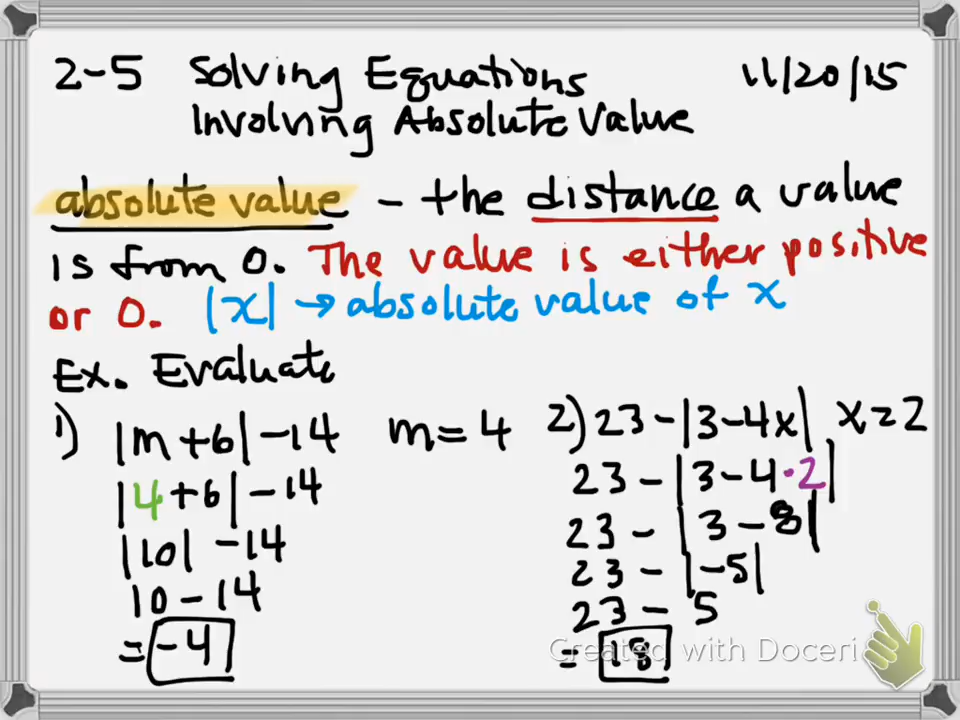 2-5 Solving Equations 11/20/15
Involving Absolute Value
absolute value - the distance a value
is from 0. The value is either positive
or 0. |x| → absolute value of x
Ex. Evaluate
1) |m+6| -14 m=4
|4+6| -14
|10| -14
10 -14
= -4
2) 23 - |3-4x| x=2
23 - |3-4·2|
23 - |3-8|
23 - |-5|
23 - 5
= 18
Created with Doceri